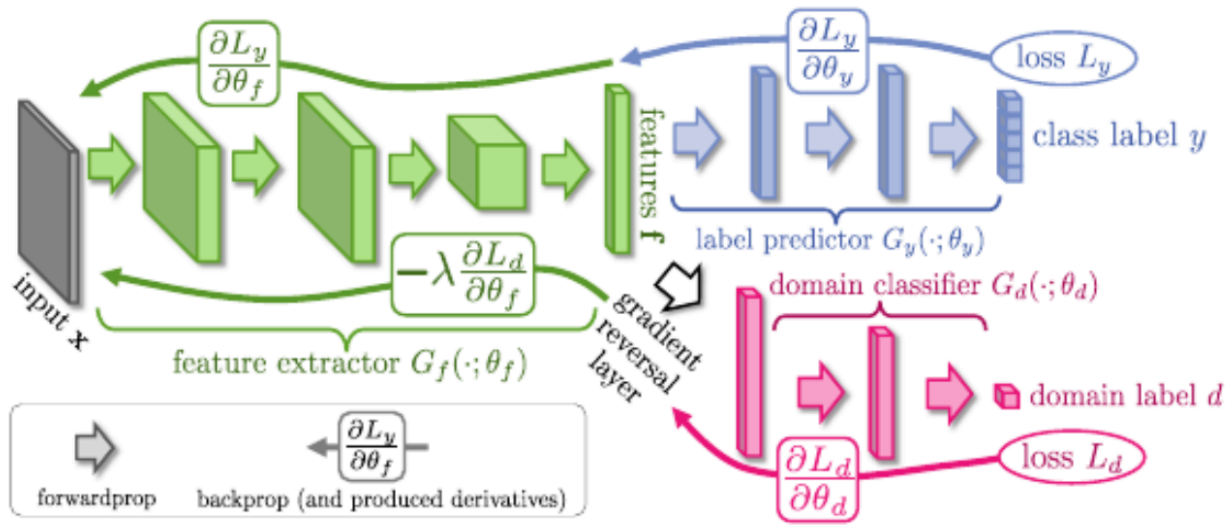 ∂L_y/∂θ_f
∂L_y/∂θ_y
loss L_y
features f
class label y
label predictor G_y(·; θ_y)
input x
−λ ∂L_d/∂θ_f
feature extractor G_f(·; θ_f)
gradient
reversal
layer
domain classifier G_d(·; θ_d)
domain label d
∂L_d/∂θ_d
loss L_d
forwardprop
∂L_y/∂θ_f
backprop (and produced derivatives)